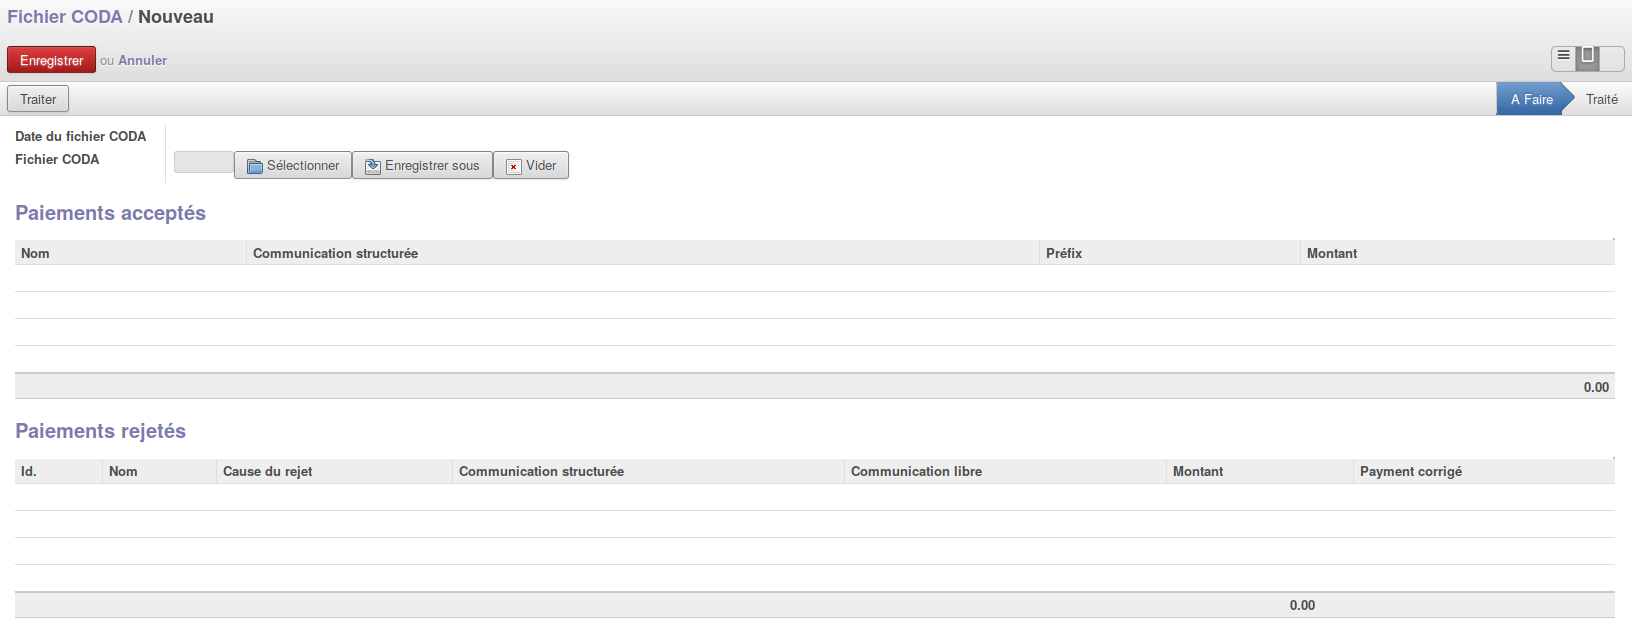 Fichier CODA / Nouveau
Enregistrer ou Annuler
Traiter A Faire Traité
Date du fichier CODA
Fichier CODA Sélectionner Enregistrer sous Vider
Paiements acceptés
Nom Communication structurée Préfix Montant
0.00
Paiements rejetés
Id. Nom Cause du rejet Communication structurée Communication libre Montant Payment corrigé
0.00